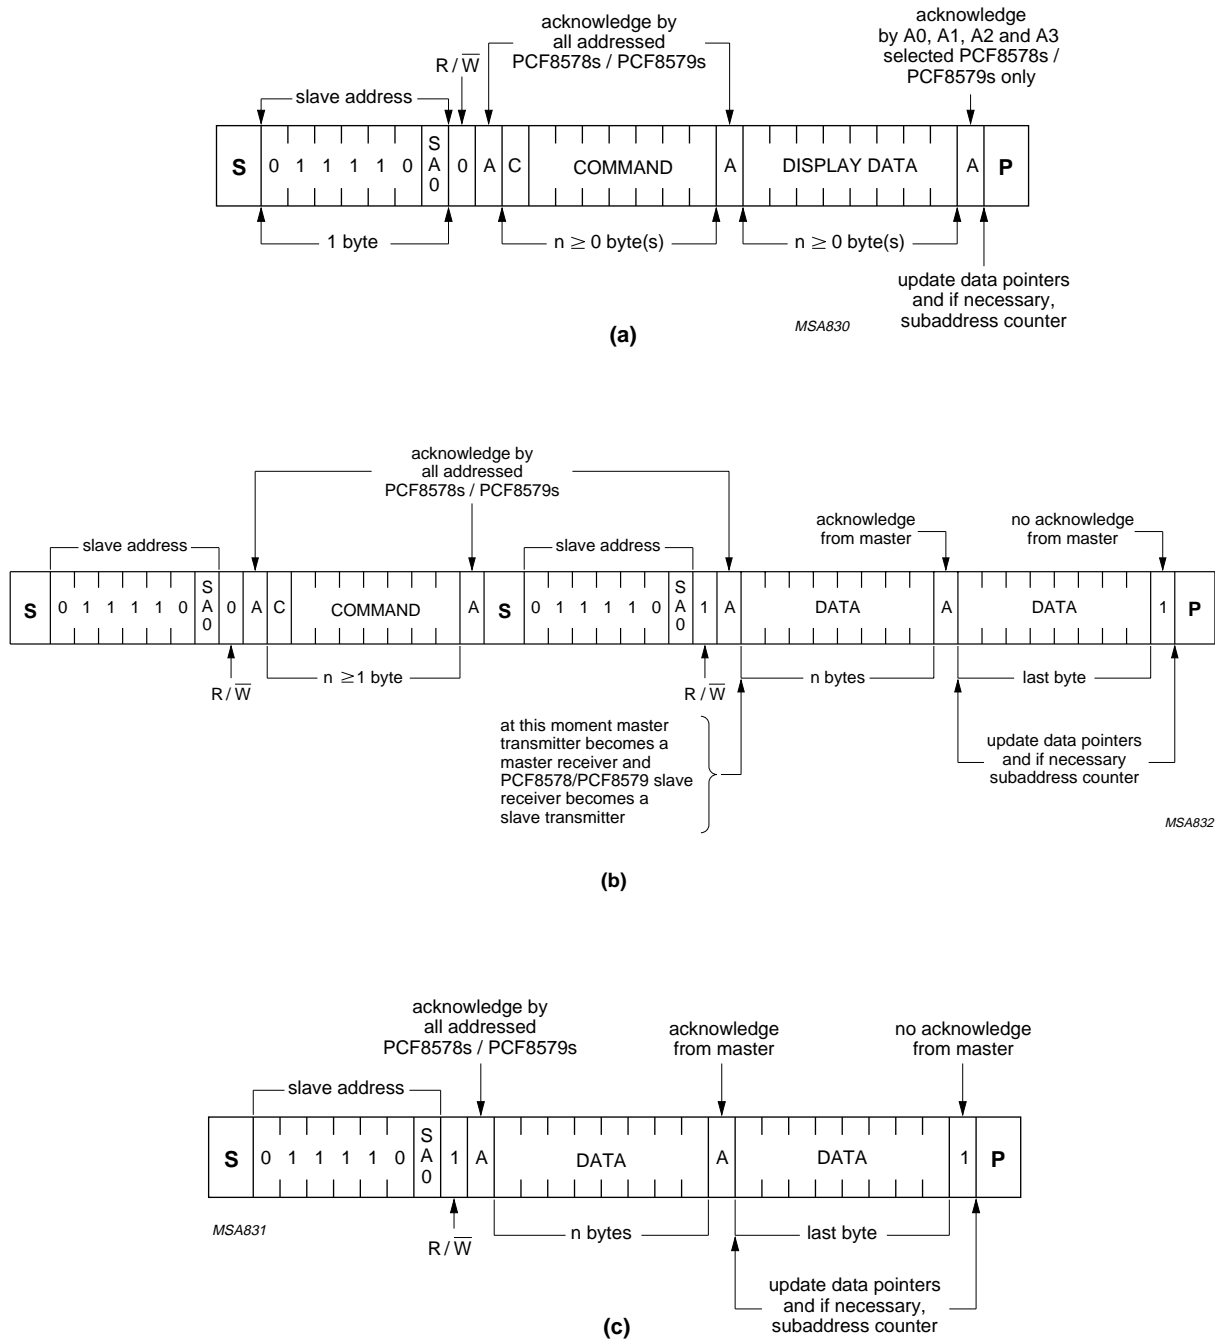 acknowledge by
all addressed
PCF8578s / PCF8579s
acknowledge
by A0, A1, A2 and A3
selected PCF8578s /
PCF8579s only
R / W̅
slave address
S 0 1 1 1 1 0 SA0 0 A C COMMAND A DISPLAY DATA A P
1 byte
n ≥ 0 byte(s)
n ≥ 0 byte(s)
update data pointers
and if necessary,
subaddress counter
MSA830
(a)
acknowledge by
all addressed
PCF8578s / PCF8579s
acknowledge
from master
no acknowledge
from master
slave address
slave address
S 0 1 1 1 1 0 SA0 0 A C COMMAND A S 0 1 1 1 1 0 SA0 1 A DATA A DATA 1 P
R / W̅
n ≥1 byte
R / W̅
n bytes
last byte
at this moment master
transmitter becomes a
master receiver and
PCF8578/PCF8579 slave
receiver becomes a
slave transmitter
update data pointers
and if necessary
subaddress counter
MSA832
(b)
acknowledge by
all addressed
PCF8578s / PCF8579s
acknowledge
from master
no acknowledge
from master
slave address
S 0 1 1 1 1 0 SA0 1 A DATA A DATA 1 P
MSA831
R / W̅
n bytes
last byte
update data pointers
and if necessary,
subaddress counter
(c)